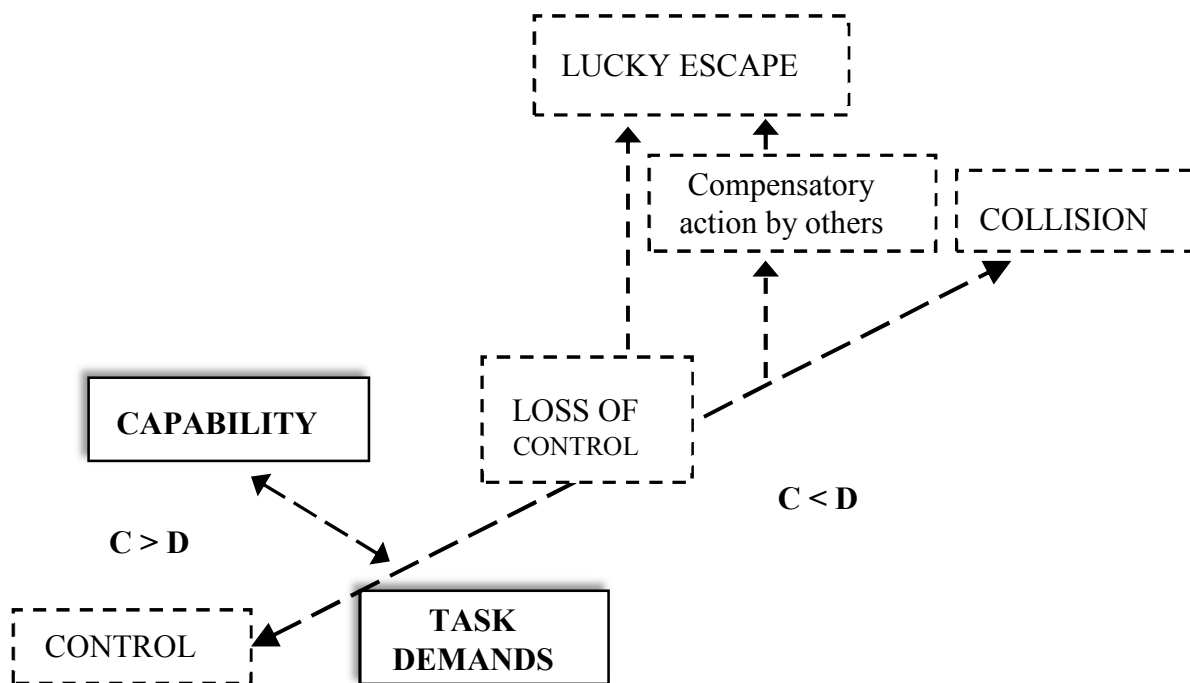 LUCKY ESCAPE
Compensatory
action by others
COLLISION
LOSS OF
CONTROL
CAPABILITY
C < D
C > D
TASK
DEMANDS
CONTROL